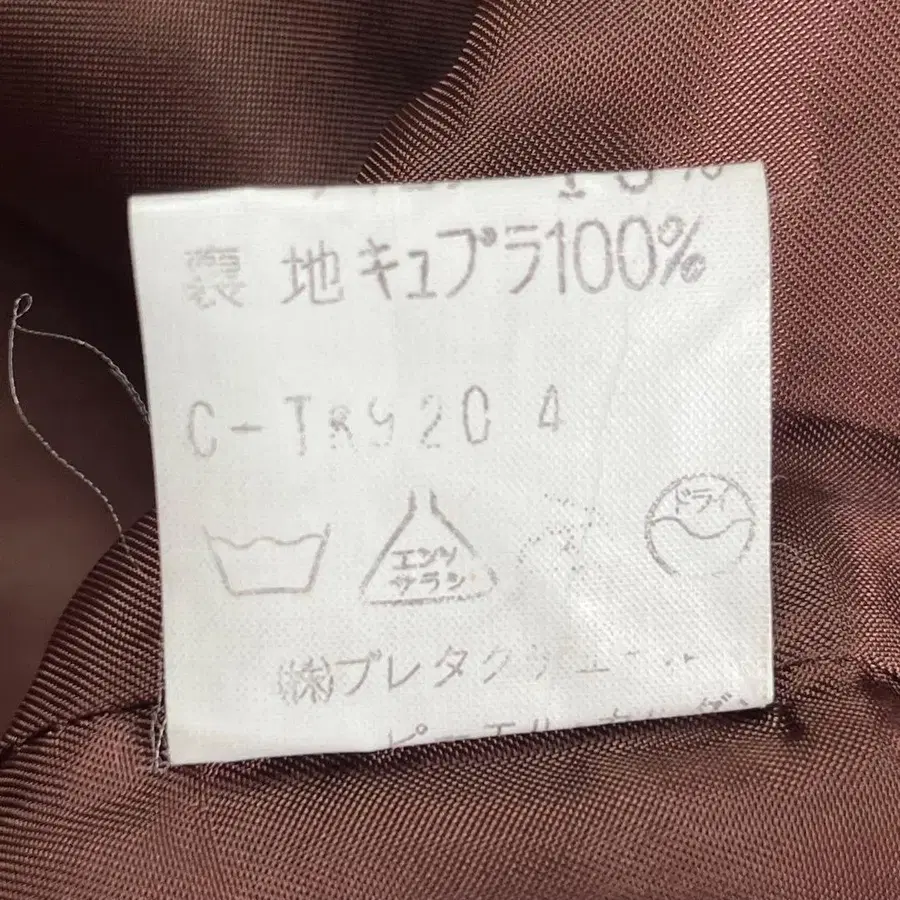 裏 地キュプラ100%
C-TR920 4
エンソ
サラシ
ドライ
(株)プレタク